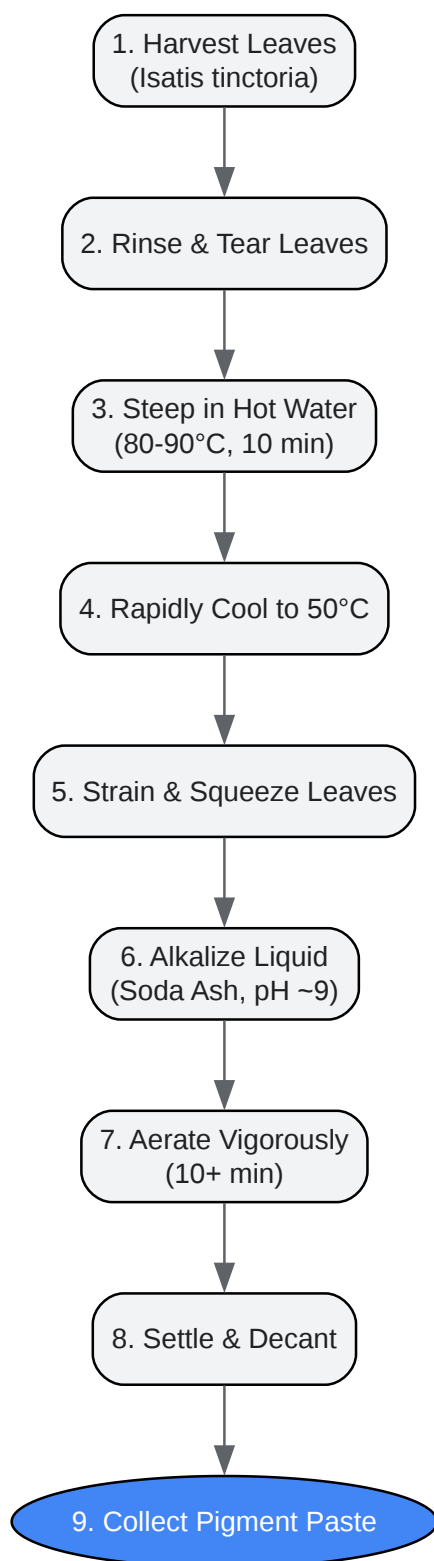 1. Harvest Leaves
(Isatis tinctoria)
2. Rinse & Tear Leaves
3. Steep in Hot Water
(80-90°C, 10 min)
4. Rapidly Cool to 50°C
5. Strain & Squeeze Leaves
6. Alkalize Liquid
(Soda Ash, pH ~9)
7. Aerate Vigorously
(10+ min)
8. Settle & Decant
9. Collect Pigment Paste